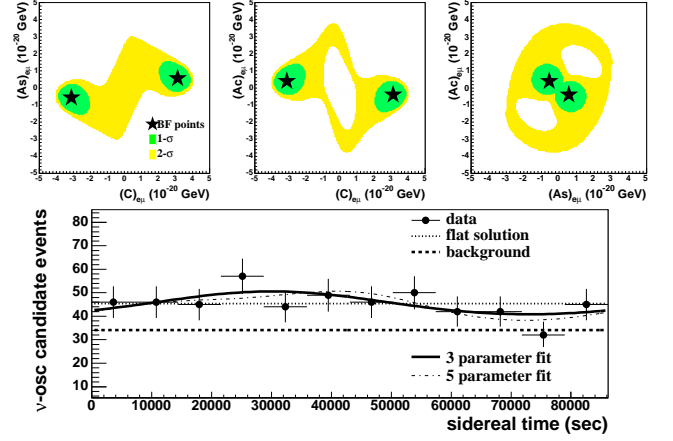 (As)eμ (10⁻²⁰ GeV)
5
4
3
2
1
0
-1
-2
-3
-4
-5
-5 -4 -3 -2 -1 0 1 2 3 4 5
(C)eμ (10⁻²⁰ GeV)
BF points
1-σ
2-σ
(Ac)eμ (10⁻²⁰ GeV)
5
4
3
2
1
0
-1
-2
-3
-4
-5
-5 -4 -3 -2 -1 0 1 2 3 4 5
(C)eμ (10⁻²⁰ GeV)
(Ac)eμ (10⁻²⁰ GeV)
5
4
3
2
1
0
-1
-2
-3
-4
-5
-5 -4 -3 -2 -1 0 1 2 3 4 5
(As)eμ (10⁻²⁰ GeV)
ν-osc candidate events
80
70
60
50
40
30
20
10
data
flat solution
background
3 parameter fit
5 parameter fit
0 10000 20000 30000 40000 50000 60000 70000 80000
sidereal time (sec)